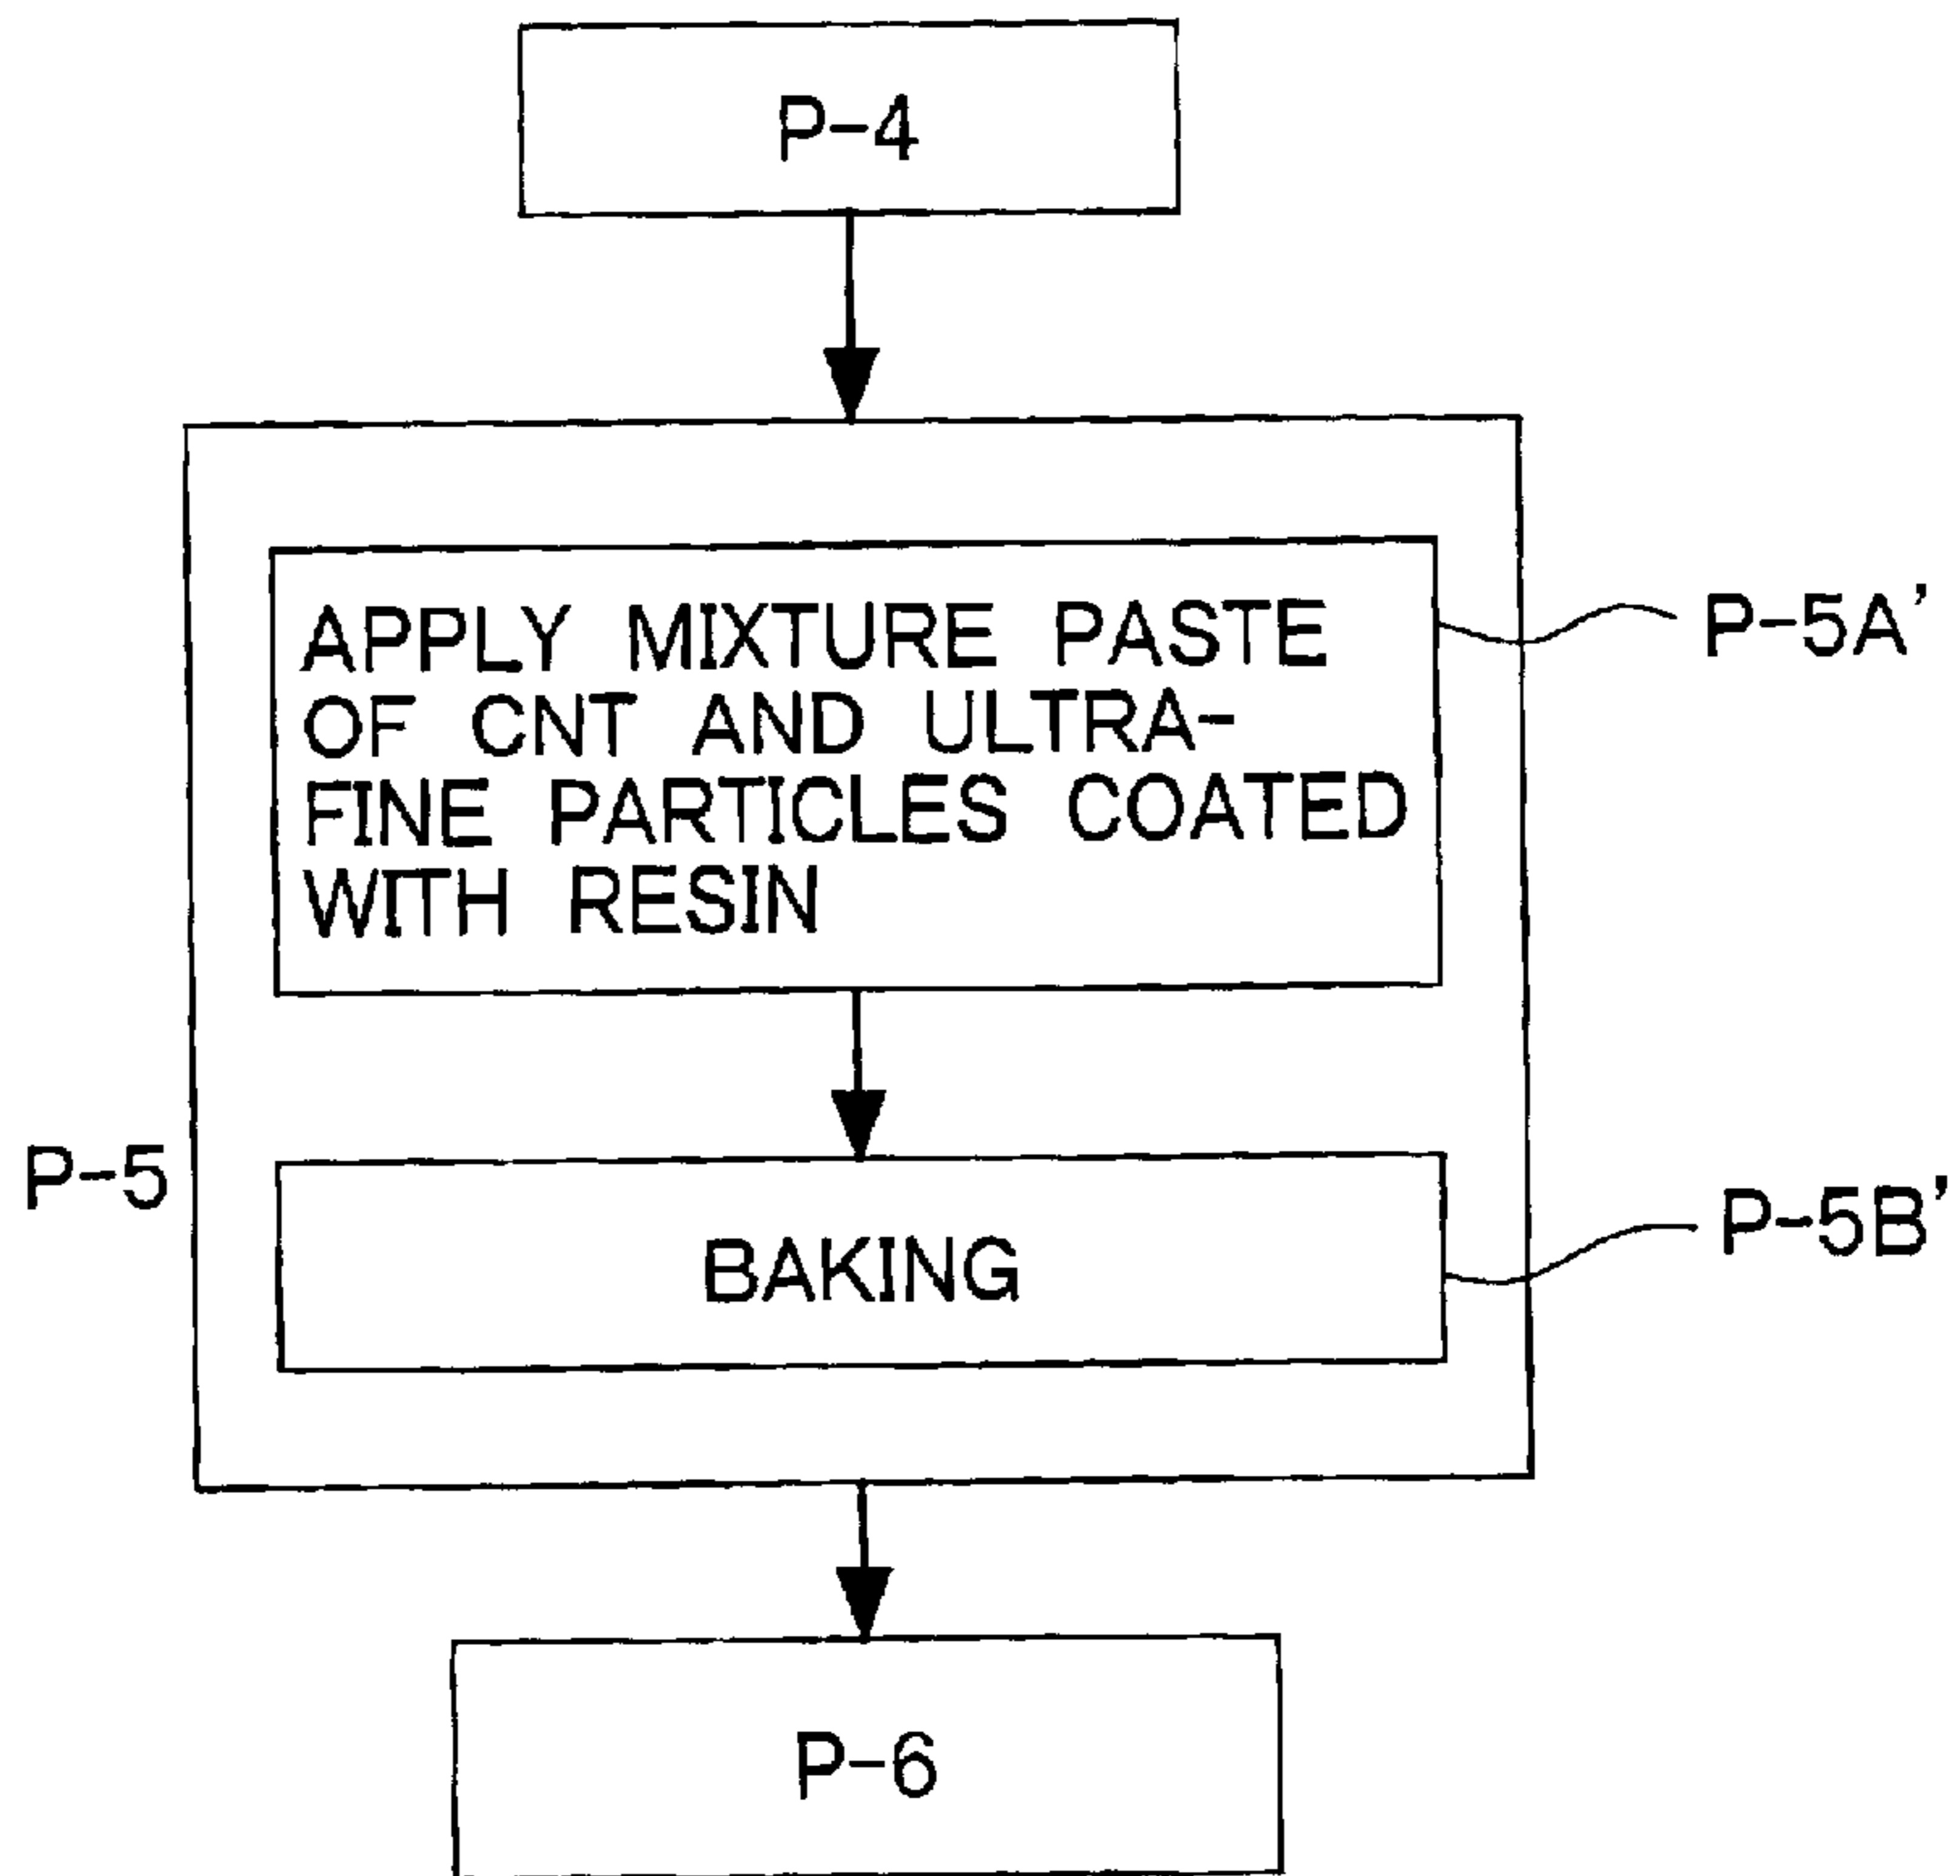 P-4
APPLY MIXTURE PASTE
OF CNT AND ULTRA-
FINE PARTICLES COATED
WITH RESIN
P-5A'
P-5
BAKING
P-5B'
P-6